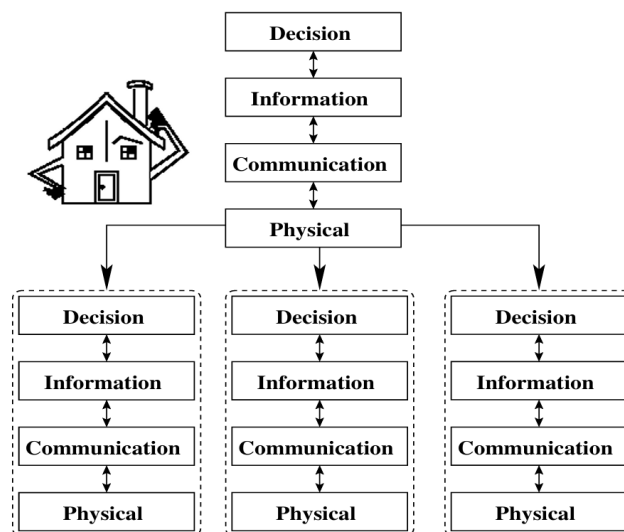 Decision
Information
Communication
Physical
Decision Decision Decision
Information Information Information
Communication Communication Communication
Physical Physical Physical